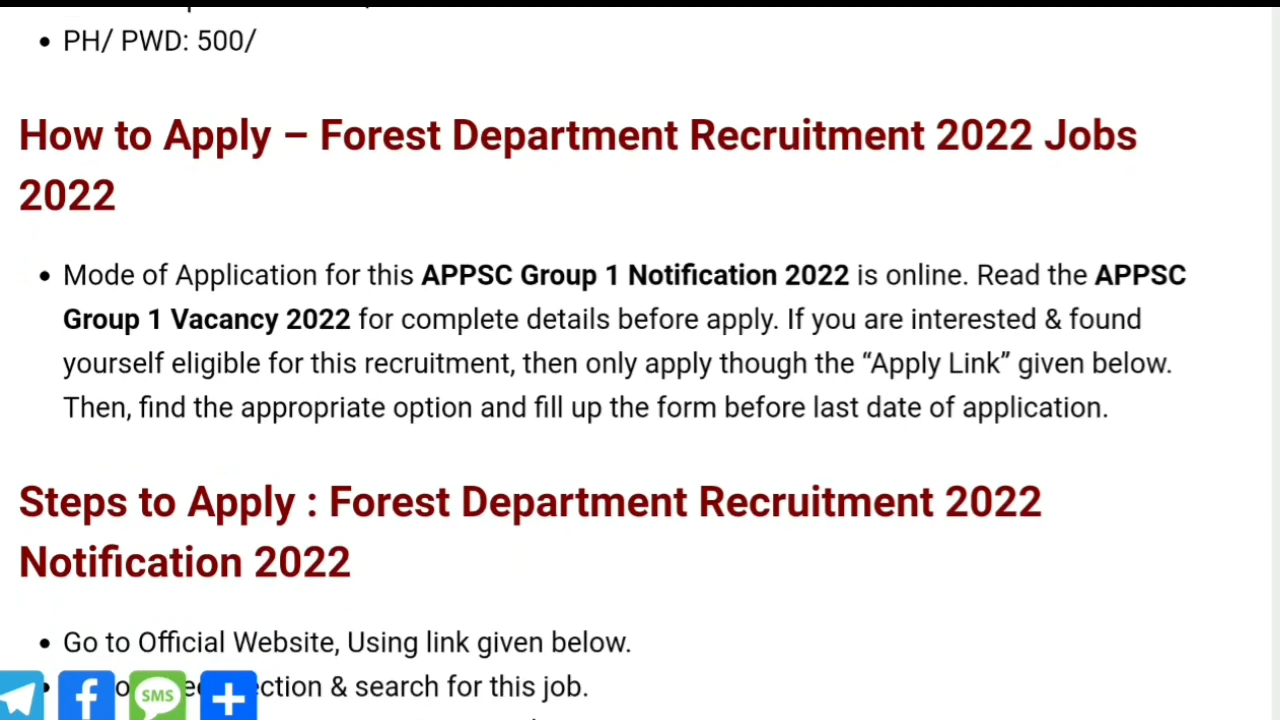 • PH/ PWD: 500/
How to Apply – Forest Department Recruitment 2022 Jobs
2022
• Mode of Application for this APPSC Group 1 Notification 2022 is online. Read the APPSC
Group 1 Vacancy 2022 for complete details before apply. If you are interested & found
yourself eligible for this recruitment, then only apply though the “Apply Link” given below.
Then, find the appropriate option and fill up the form before last date of application.
Steps to Apply : Forest Department Recruitment 2022
Notification 2022
• Go to Official Website, Using link given below.
& search for this job.
SMS